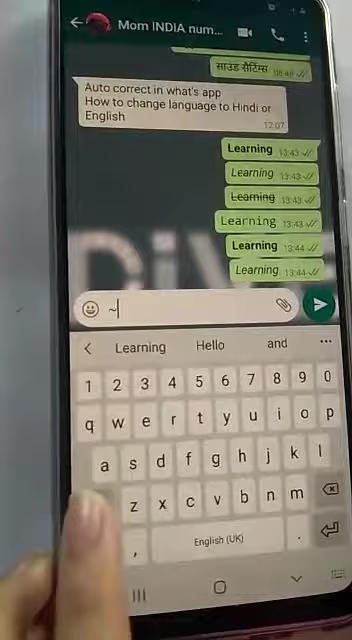 Mom INDIA num...
साउंड सैटिंग्स 08:48
Auto correct in what's app
How to change language to Hindi or
English
12:07
Learning 13:43
Learning 13:43
Learning 13:43
Learning 13:43
Learning 13:44
Learning 13:44
~
Learning Hello and
1 2 3 4 5 6 7 8 9 0
q w e r t y u i o p
a s d f g h j k l
z x c v b n m
, English (UK) .